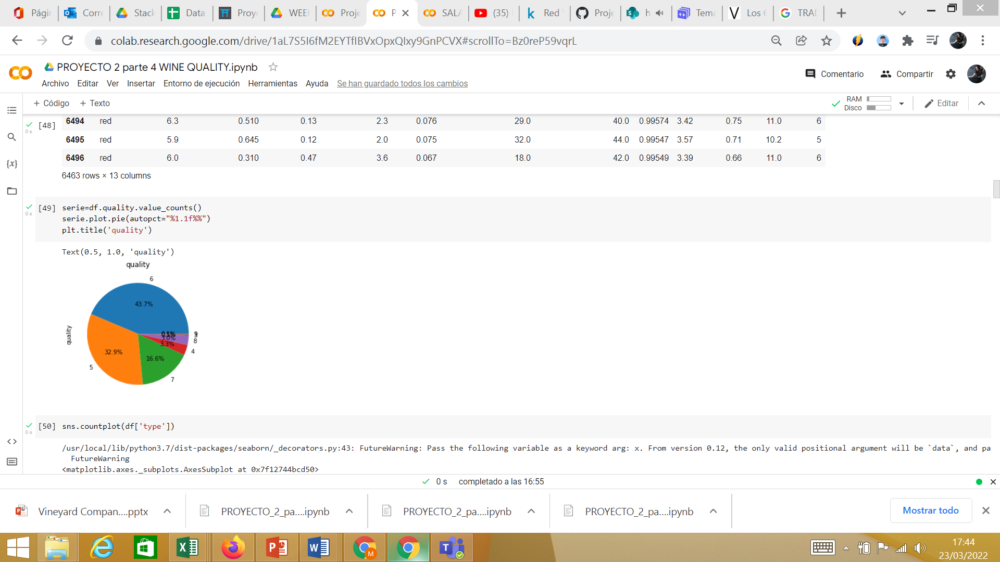 Págir
Corre
Stack
Data
Proye
WEEK
Proje
P
SALA
(35)
Red
Proje
h
Tema
Los 6
TRAD
colab.research.google.com/drive/1aL7S5I6fM2EYTfIBVxOpxQIxy9GnPCVX#scrollTo=Bz0reP59vqrL
PROYECTO 2 parte 4 WINE QUALITY.ipynb
Comentario
Compartir
Archivo Editar Ver Insertar Entorno de ejecución Herramientas Ayuda Se han guardado todos los cambios
+ Código + Texto
RAM
Disco
Editar
[48]
0 s
6494 red 6.3 0.510 0.13 2.3 0.076 29.0 40.0 0.99574 3.42 0.75 11.0 6
6495 red 5.9 0.645 0.12 2.0 0.075 32.0 44.0 0.99547 3.57 0.71 10.2 5
6496 red 6.0 0.310 0.47 3.6 0.067 18.0 42.0 0.99549 3.39 0.66 11.0 6
6463 rows × 13 columns
[49] serie=df.quality.value_counts()
0 s
serie.plot.pie(autopct="%1.1f%%")
plt.title('quality')
Text(0.5, 1.0, 'quality')
quality
6
43.7%
quality
9
3.0%
8
3.3%
4
32.9%
16.6%
5
7
[50] sns.countplot(df['type'])
0 s
/usr/local/lib/python3.7/dist-packages/seaborn/_decorators.py:43: FutureWarning: Pass the following variable as a keyword arg: x. From version 0.12, the only valid positional argument will be `data`, and pa
FutureWarning
<matplotlib.axes._subplots.AxesSubplot at 0x7f12744bcd50>
0 s completado a las 16:55
Vineyard Compan....pptx
PROYECTO_2_pa....ipynb
PROYECTO_2_pa....ipynb
PROYECTO_2_pa....ipynb
Mostrar todo
17:44
23/03/2022